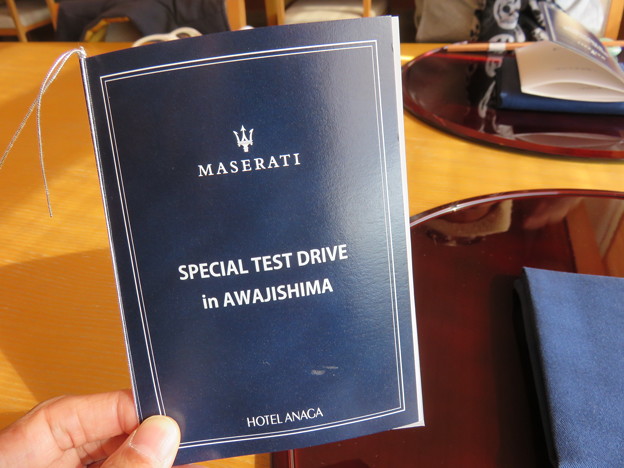 MASERATI
SPECIAL TEST DRIVE
in AWAJISHIMA
HOTEL ANAGA